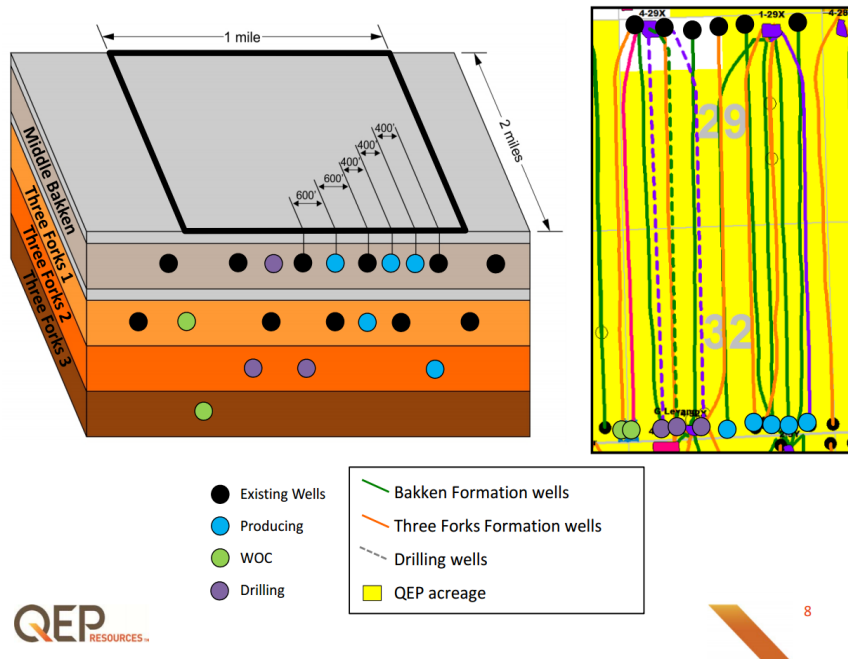 1 mile
2 miles
400'
400'
400'
600'
600'
Middle Bakken
Three Forks 1
Three Forks 2
Three Forks 3
4-29X
1-29X
4-28
29
32
Existing Wells
Producing
WOC
Drilling
Bakken Formation wells
Three Forks Formation wells
Drilling wells
QEP acreage
QEP
RESOURCES
8